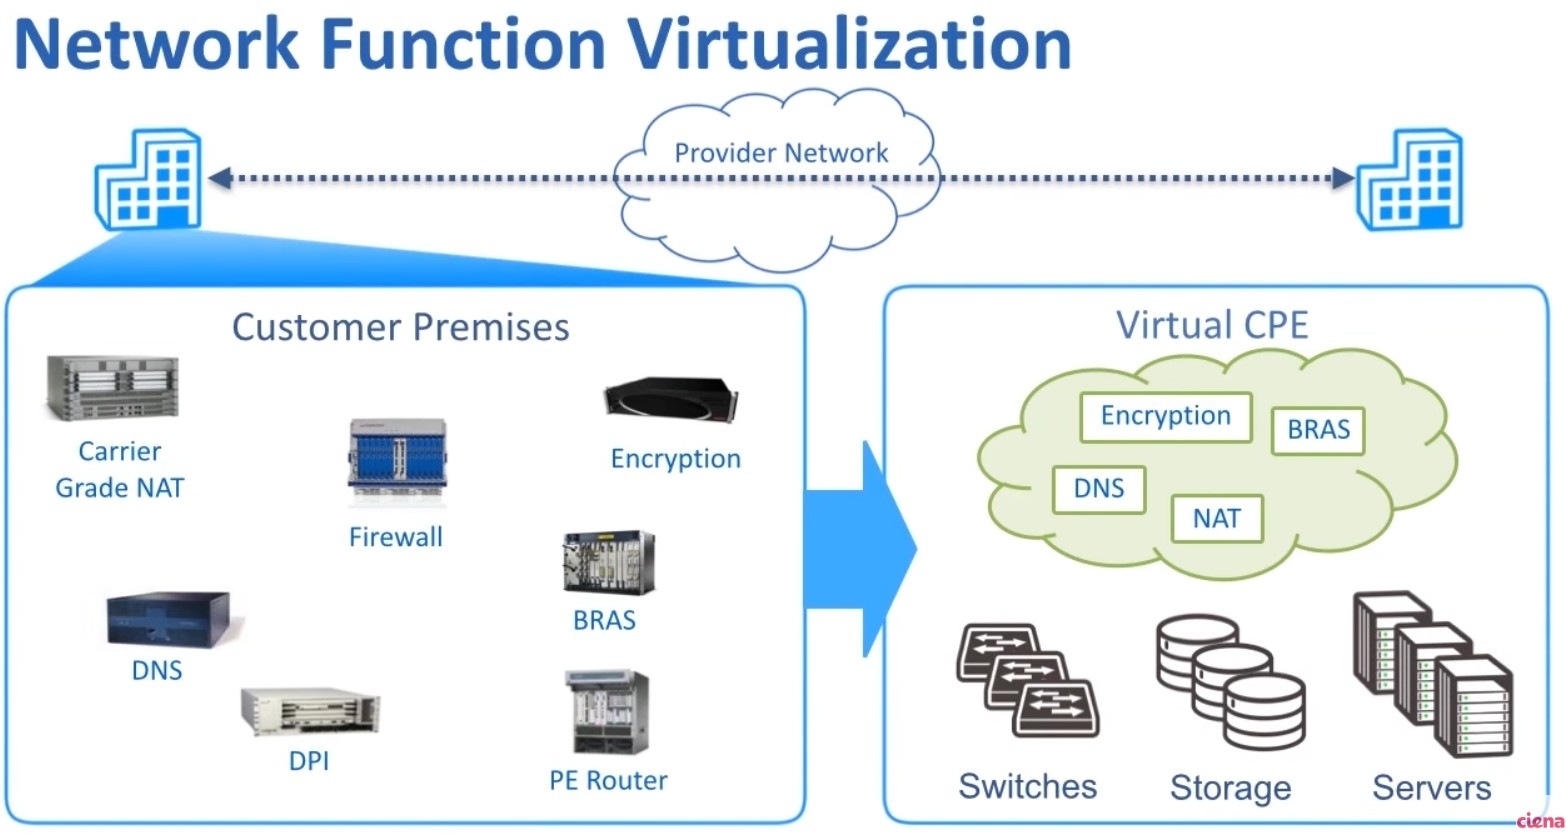 Network Function Virtualization
Provider Network
Customer Premises
Carrier
Grade NAT
Firewall
Encryption
BRAS
DNS
DPI
PE Router
Virtual CPE
Encryption
BRAS
DNS
NAT
Switches
Storage
Servers
ciena